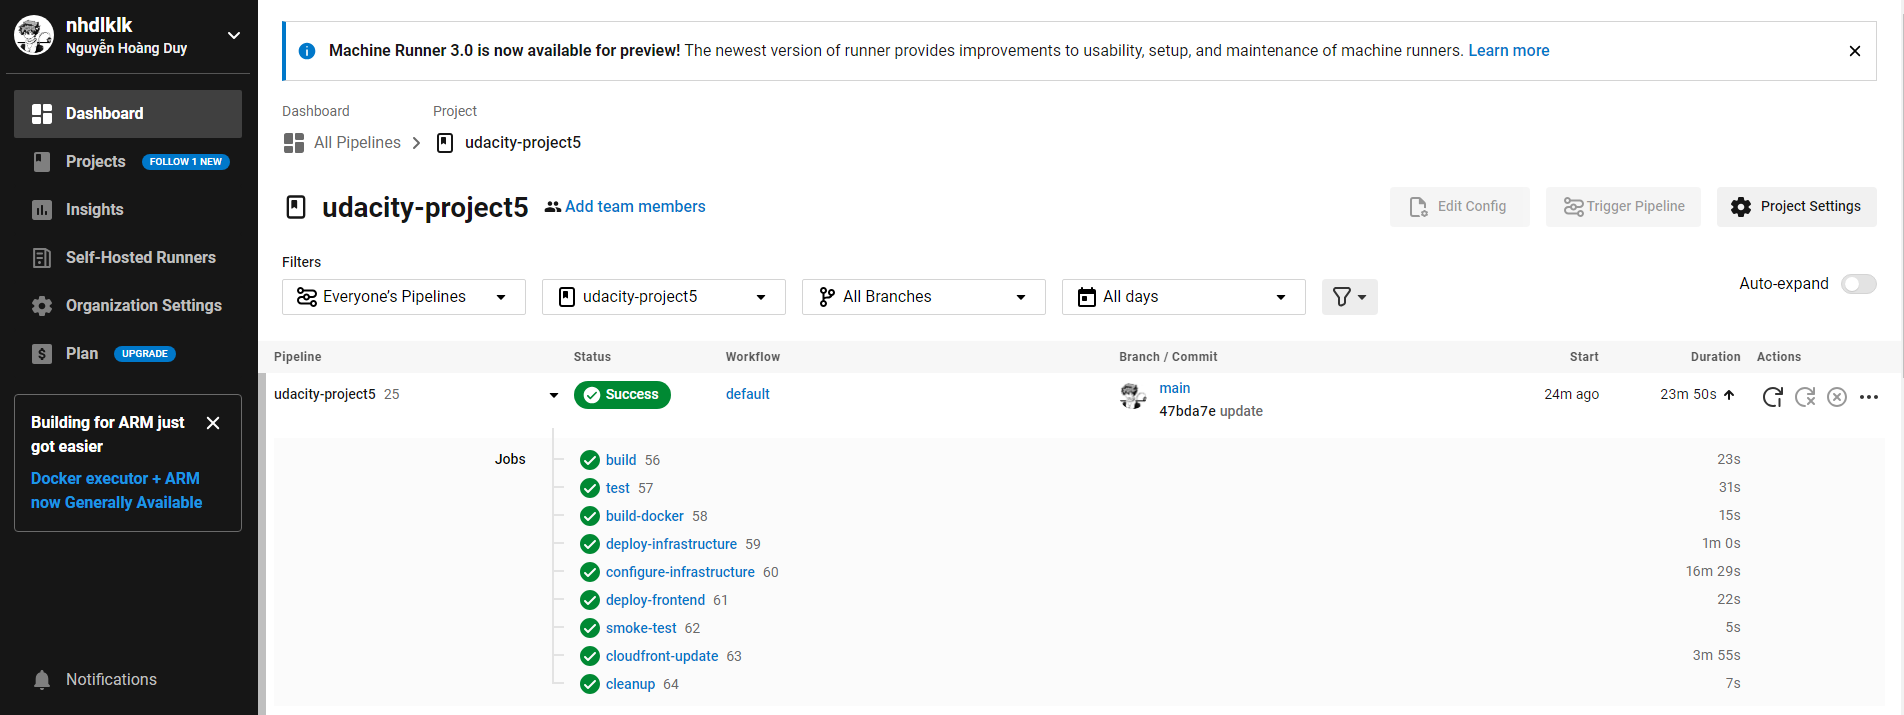 nhdlklk
Nguyễn Hoàng Duy
Dashboard
Projects FOLLOW 1 NEW
Insights
Self-Hosted Runners
Organization Settings
$ Plan UPGRADE
Building for ARM just
got easier
Docker executor + ARM
now Generally Available
Notifications
Machine Runner 3.0 is now available for preview! The newest version of runner provides improvements to usability, setup, and maintenance of machine runners. Learn more
Dashboard Project
All Pipelines udacity-project5
udacity-project5 Add team members
Edit Config Trigger Pipeline Project Settings
Filters
Everyone's Pipelines udacity-project5 All Branches All days
Auto-expand
Pipeline Status Workflow Branch / Commit Start Duration Actions
udacity-project5 25 Success default main 24m ago 23m 50s
47bda7e update
Jobs
build 56 23s
test 57 31s
build-docker 58 15s
deploy-infrastructure 59 1m 0s
configure-infrastructure 60 16m 29s
deploy-frontend 61 22s
smoke-test 62 5s
cloudfront-update 63 3m 55s
cleanup 64 7s